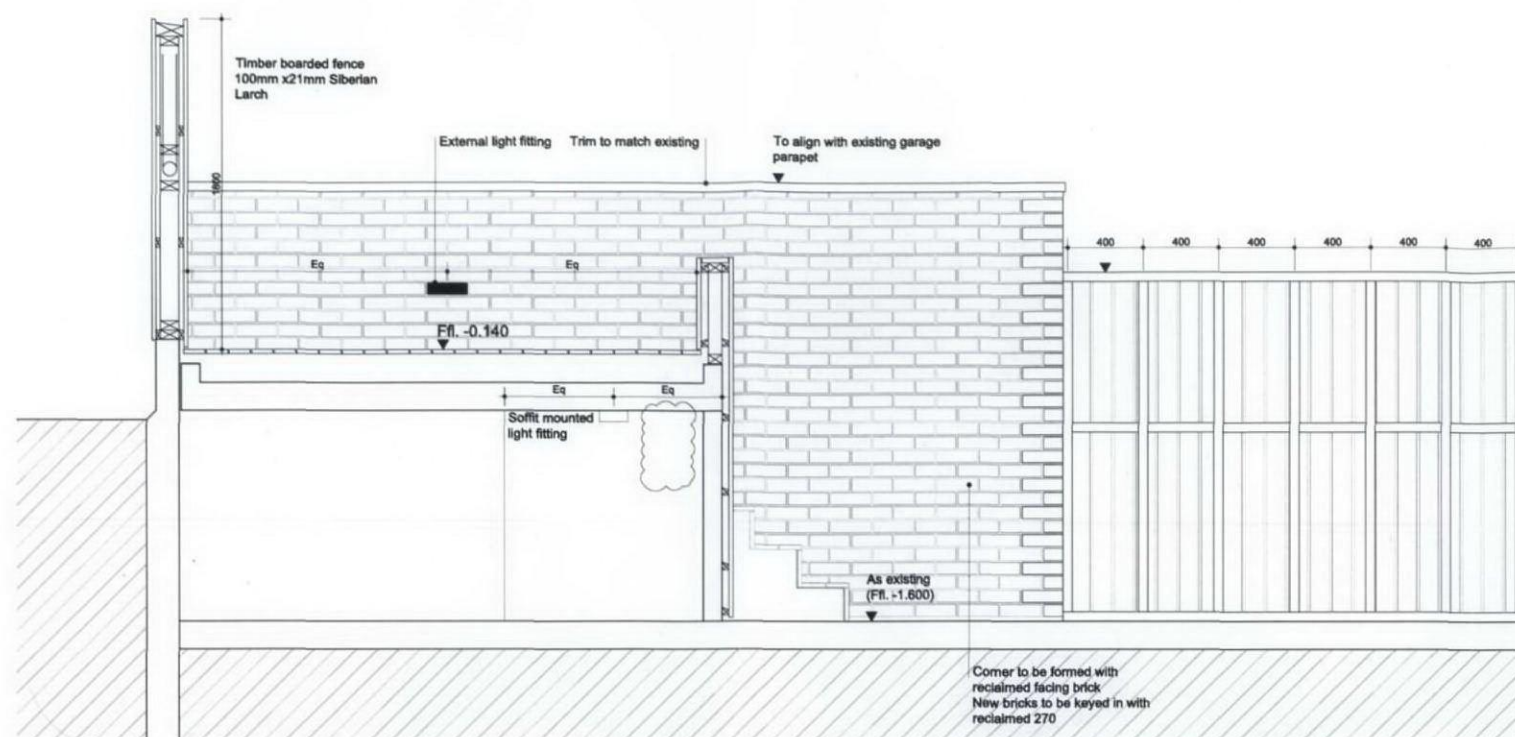 Timber boarded fence
100mm x21mm Siberian
Larch
External light fitting
Trim to match existing
To align with existing garage
parapet
1800
400
400
400
400
400
400
Eq
Eq
Ffl. -0.140
Eq
Eq
Soffit mounted
light fitting
As existing
(Ffl. -1.600)
Corner to be formed with
reclaimed facing brick
New bricks to be keyed in with
reclaimed 270